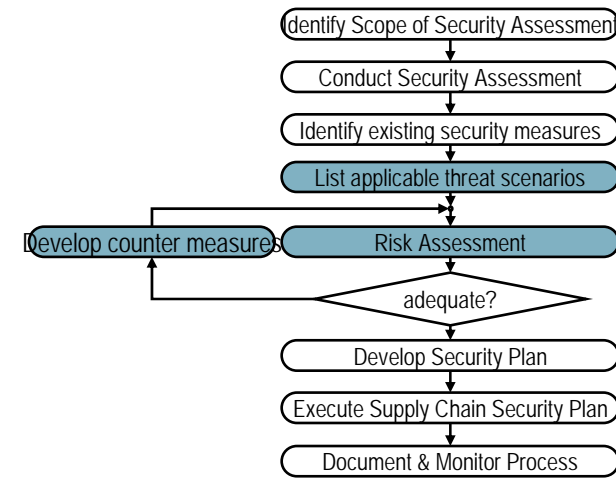 Identify Scope of Security Assessment
Conduct Security Assessment
Identify existing security measures
List applicable threat scenarios
Develop counter measures
Risk Assessment
adequate?
Develop Security Plan
Execute Supply Chain Security Plan
Document & Monitor Process